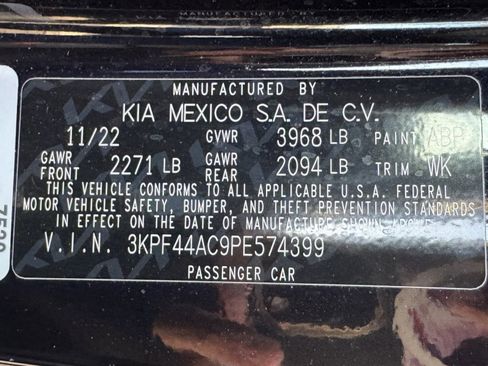 MANUFACTURED BY
KIA MEXICO S.A. DE C.V.
11/22 GVWR 3968 LB PAINT ABP
GAWR FRONT 2271 LB GAWR REAR 2094 LB TRIM WK
THIS VEHICLE CONFORMS TO ALL APPLICABLE U.S.A. FEDERAL
MOTOR VEHICLE SAFETY, BUMPER, AND THEFT PREVENTION STANDARDS
IN EFFECT ON THE DATE OF MANUFACTURE SHOWN ABOVE.
V.I.N. 3KPF44AC9PE574399
PASSENGER CAR